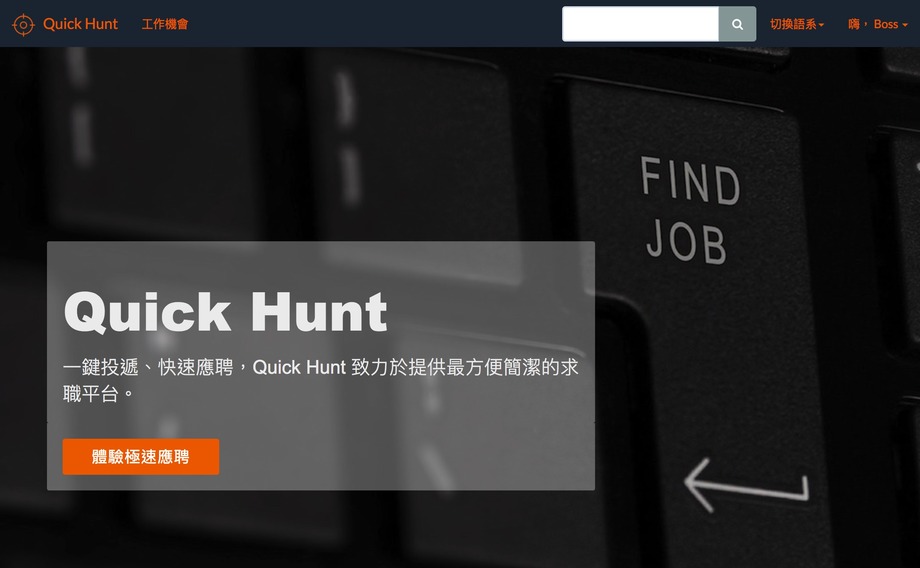 Quick Hunt
工作機會
切換語系
嗨, Boss
FIND
JOB
Quick Hunt
一鍵投遞、快速應聘，Quick Hunt 致力於提供最方便簡潔的求
職平台。
體驗極速應聘